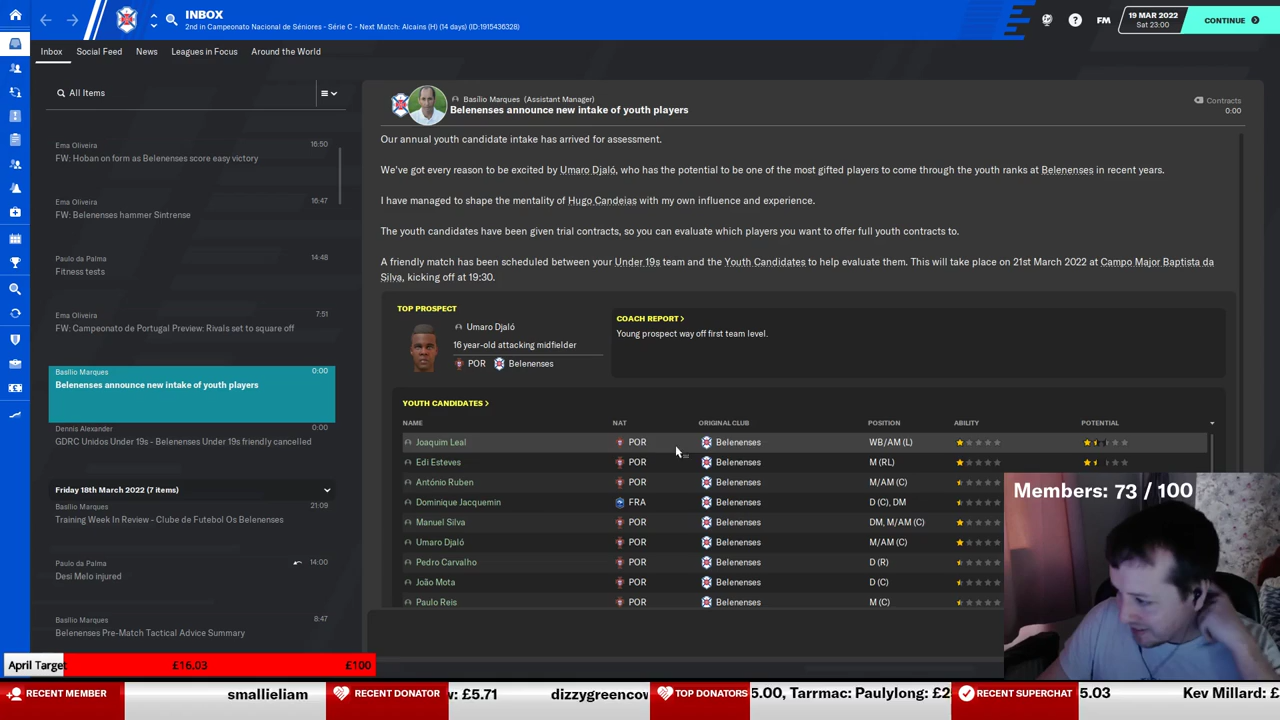 INBOX
2nd in Campeonato Nacional de Séniores - Série C - Next Match: Alcains (H) (14 days) (ID:1915436328)
FM
19 MAR 2022
Sat 23:00
CONTINUE
Inbox
Social Feed
News
Leagues in Focus
Around the World
All Items
Ema Oliveira
16:50
FW: Hoban on form as Belenenses score easy victory
Ema Oliveira
16:47
FW: Belenenses hammer Sintrense
Paulo da Palma
14:48
Fitness tests
Ema Oliveira
7:51
FW: Campeonato de Portugal Preview: Rivals set to square off
Basílio Marques
0:00
Belenenses announce new intake of youth players
Dennis Alexander
0:00
GDRC Unidos Under 19s - Belenenses Under 19s friendly cancelled
Friday 18th March 2022 (7 items)
Basílio Marques
21:09
Training Week In Review - Clube de Futebol Os Belenenses
Paulo da Palma
14:00
Desi Melo injured
Basílio Marques
8:47
Belenenses Pre-Match Tactical Advice Summary
Basílio Marques (Assistant Manager)
Belenenses announce new intake of youth players
Contracts
0:00
Our annual youth candidate intake has arrived for assessment.
We've got every reason to be excited by Umaro Djaló, who has the potential to be one of the most gifted players to come through the youth ranks at Belenenses in recent years.
I have managed to shape the mentality of Hugo Candeias with my own influence and experience.
The youth candidates have been given trial contracts, so you can evaluate which players you want to offer full youth contracts to.
A friendly match has been scheduled between your Under 19s team and the Youth Candidates to help evaluate them. This will take place on 21st March 2022 at Campo Major Baptista da
Silva, kicking off at 19:30.
TOP PROSPECT
Umaro Djaló
16 year-old attacking midfielder
POR Belenenses
COACH REPORT >
Young prospect way off first team level.
YOUTH CANDIDATES >
NAME NAT ORIGINAL CLUB POSITION ABILITY POTENTIAL
Joaquim Leal POR Belenenses WB/AM (L)
Edi Esteves POR Belenenses M (RL)
António Ruben POR Belenenses M/AM (C)
Dominique Jacquemin FRA Belenenses D (C), DM
Manuel Silva POR Belenenses DM, M/AM (C)
Umaro Djaló POR Belenenses M/AM (C)
Pedro Carvalho POR Belenenses D (R)
João Mota POR Belenenses D (C)
Paulo Reis POR Belenenses M (C)
Members: 73 / 100
April Target
£16.03
£100
RECENT MEMBER
smallieliam
RECENT DONATOR
: £5.71
dizzygreencow
TOP DONATORS
5.00, Tarrmac: Paulylong: £2
RECENT SUPERCHAT
5.03
Kev Millard: £